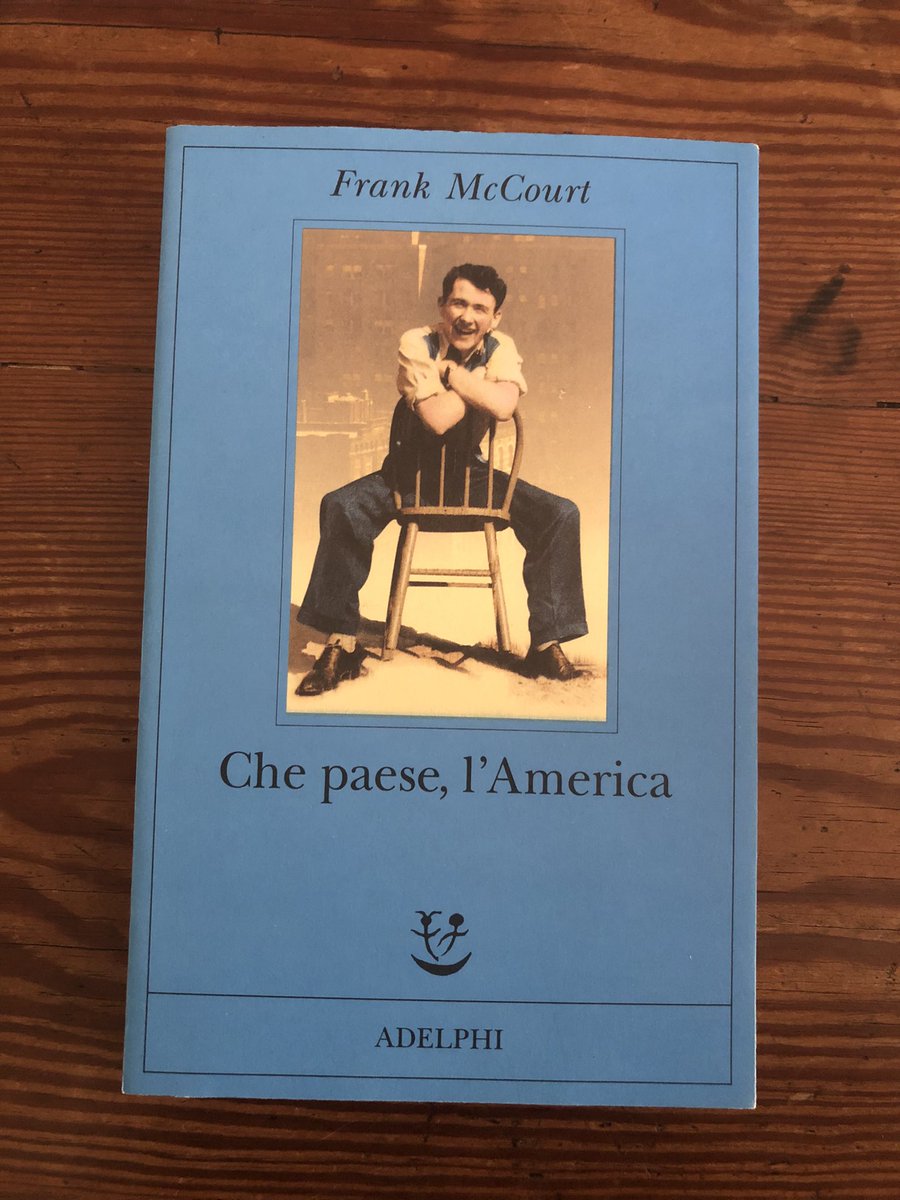 Frank McCourt
Che paese, l'America
ADELPHI